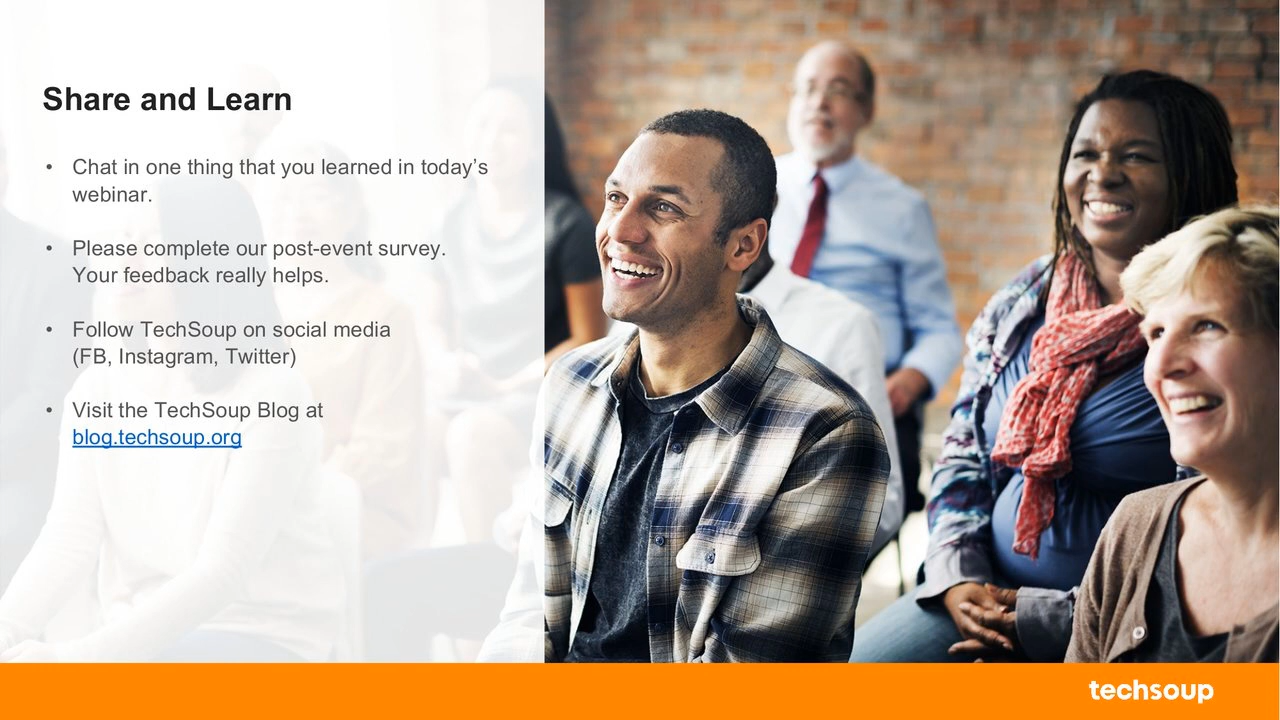 Share and Learn
• Chat in one thing that you learned in today’s
webinar.
• Please complete our post-event survey.
Your feedback really helps.
• Follow TechSoup on social media
(FB, Instagram, Twitter)
• Visit the TechSoup Blog at
blog.techsoup.org
techsoup